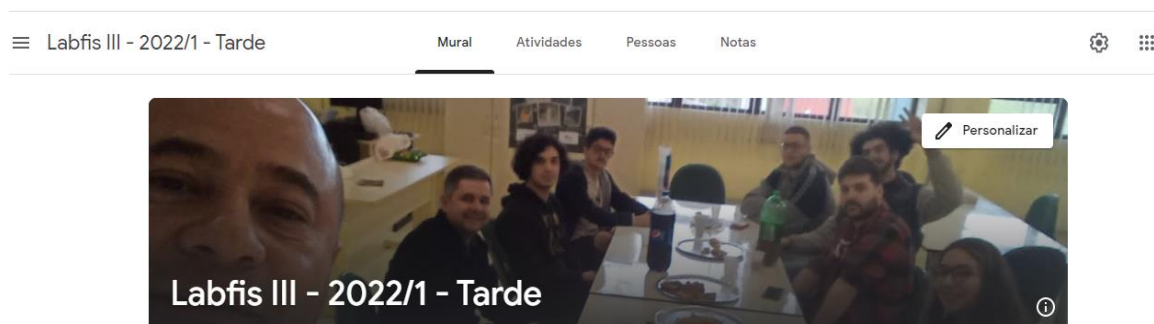 Labfis III - 2022/1 - Tarde
Mural
Atividades
Pessoas
Notas
Personalizar
Labfis III - 2022/1 - Tarde